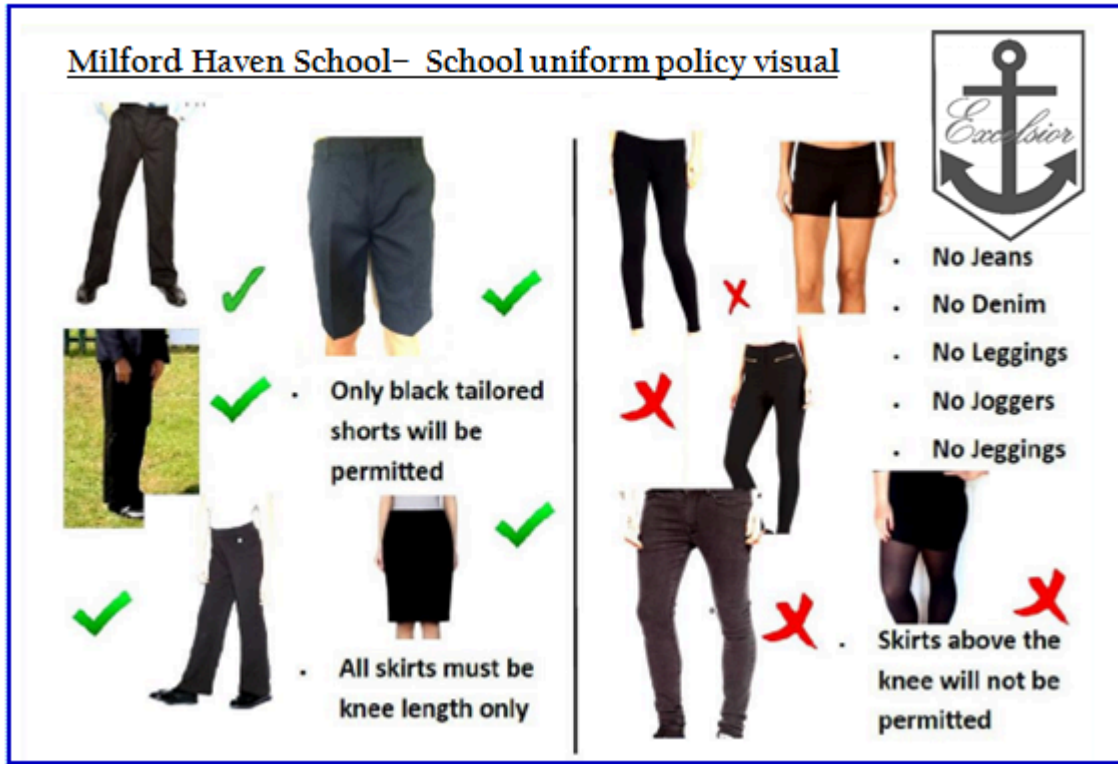 Milford Haven School– School uniform policy visual
Excelsior
• Only black tailored
shorts will be
permitted
• All skirts must be
knee length only
• No Jeans
• No Denim
• No Leggings
• No Joggers
• No Jeggings
• Skirts above the
knee will not be
permitted